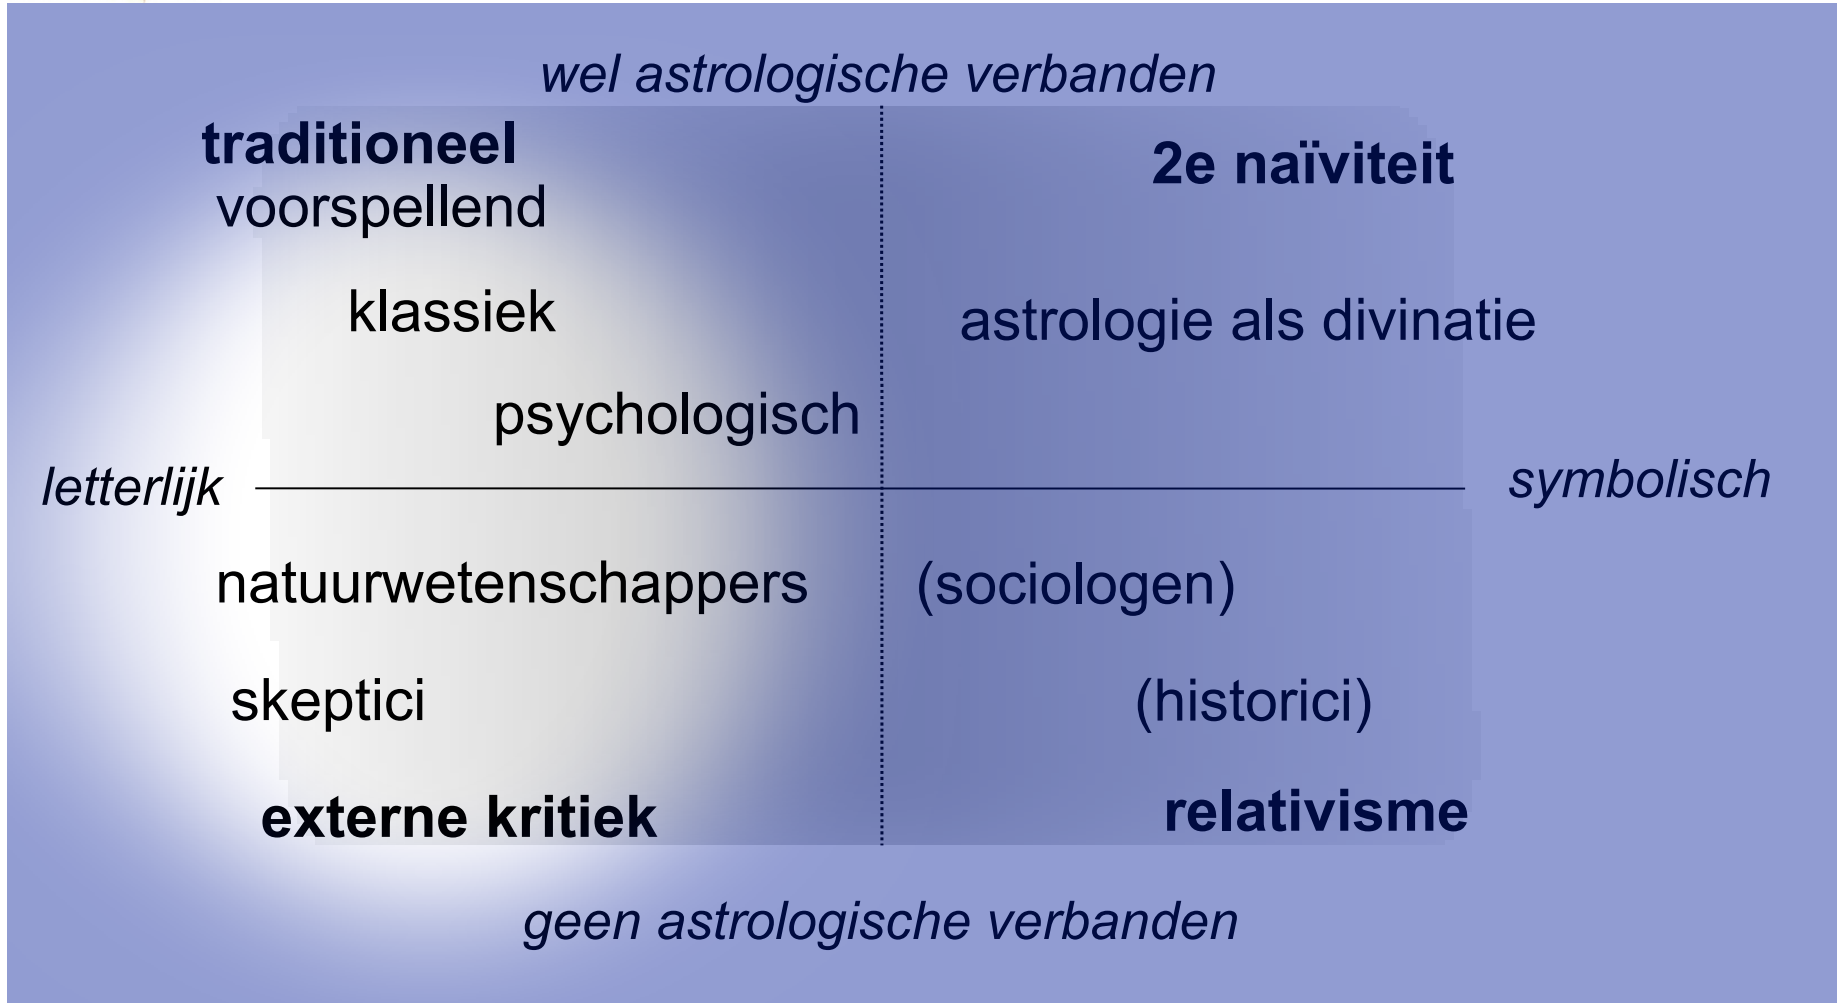 wel astrologische verbanden
traditioneel
2e naïviteit
voorspellend
klassiek
astrologie als divinatie
psychologisch
letterlijk
symbolisch
natuurwetenschappers
(sociologen)
skeptici
(historici)
externe kritiek
relativisme
geen astrologische verbanden